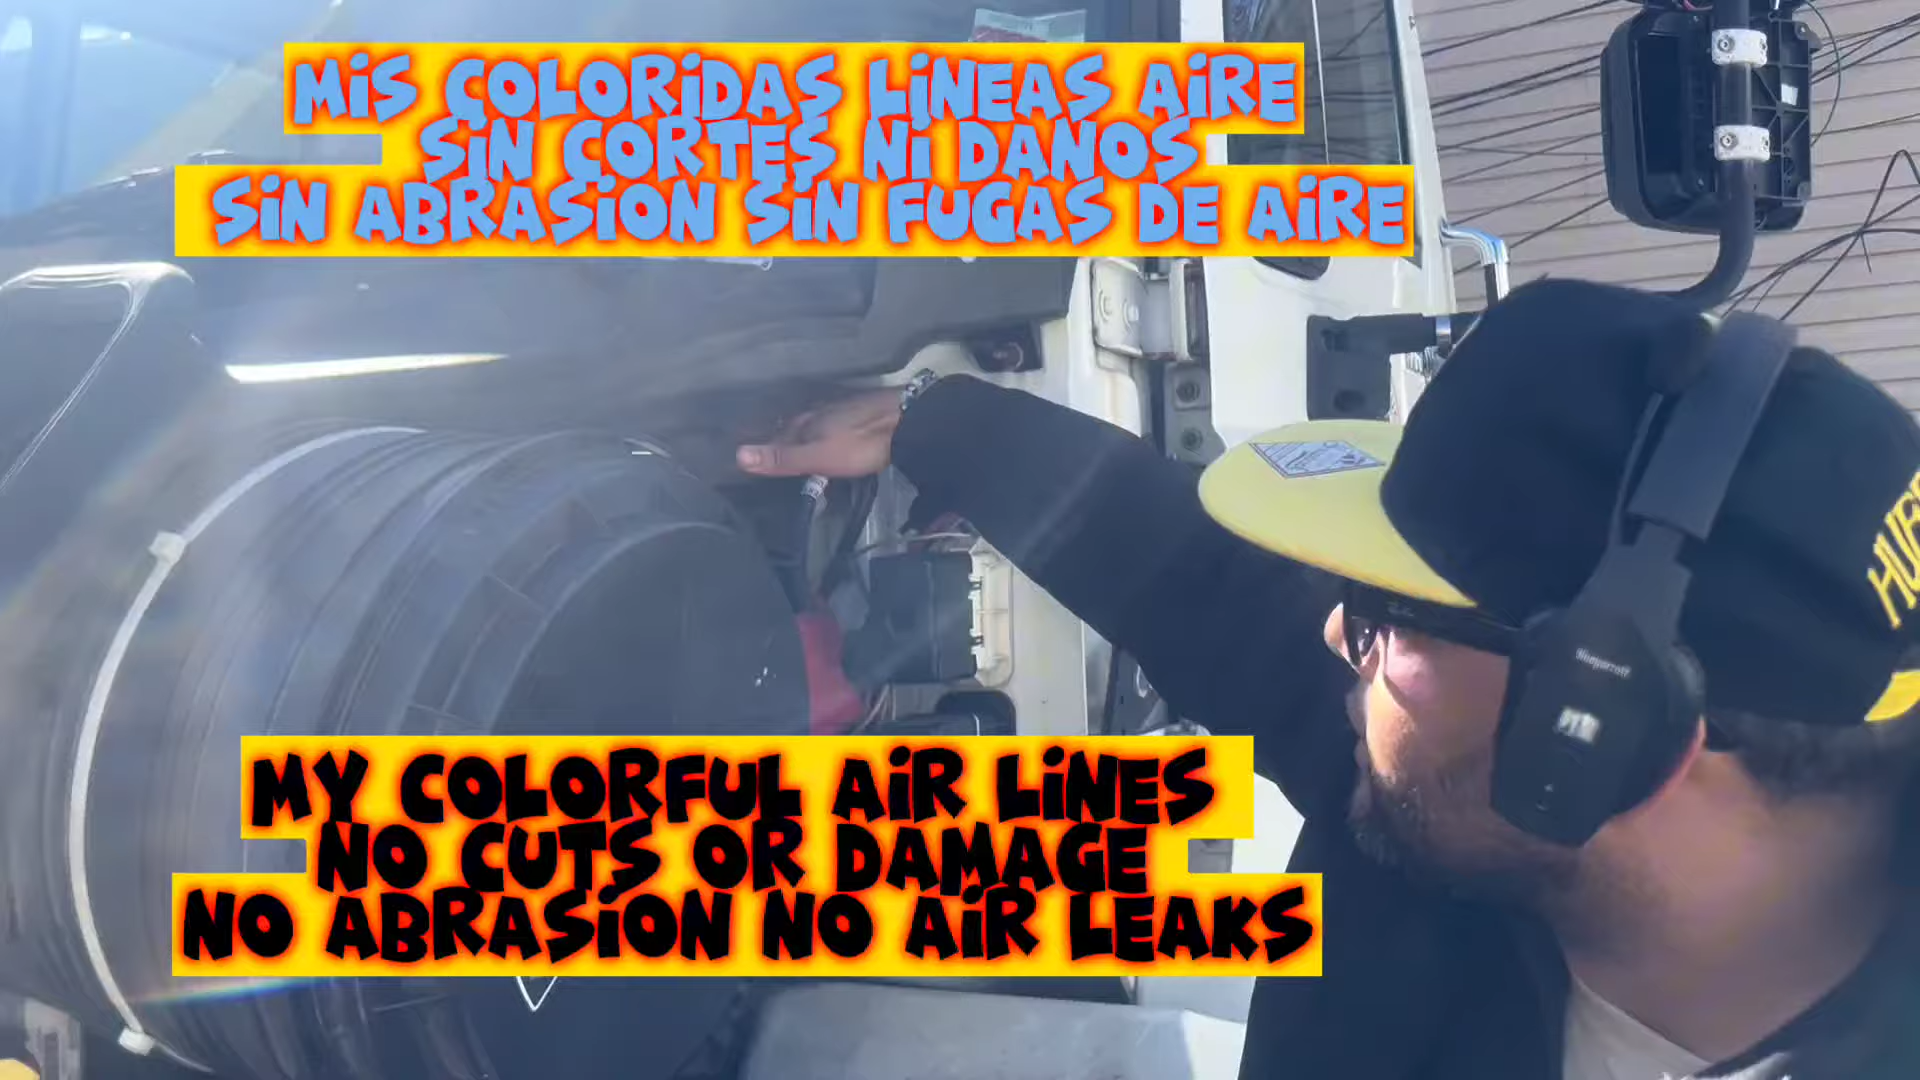 MiS COLORiDAS LiNEAS AiRE
SiN CORTES Ni DANOS
SiN ABRASiON SiN FUGAS DE AiRE
Blueparrott
MY COLORFUL AiR LiNES
NO CUTS OR DAMAGE
NO ABRASiON NO AiR LEAKS